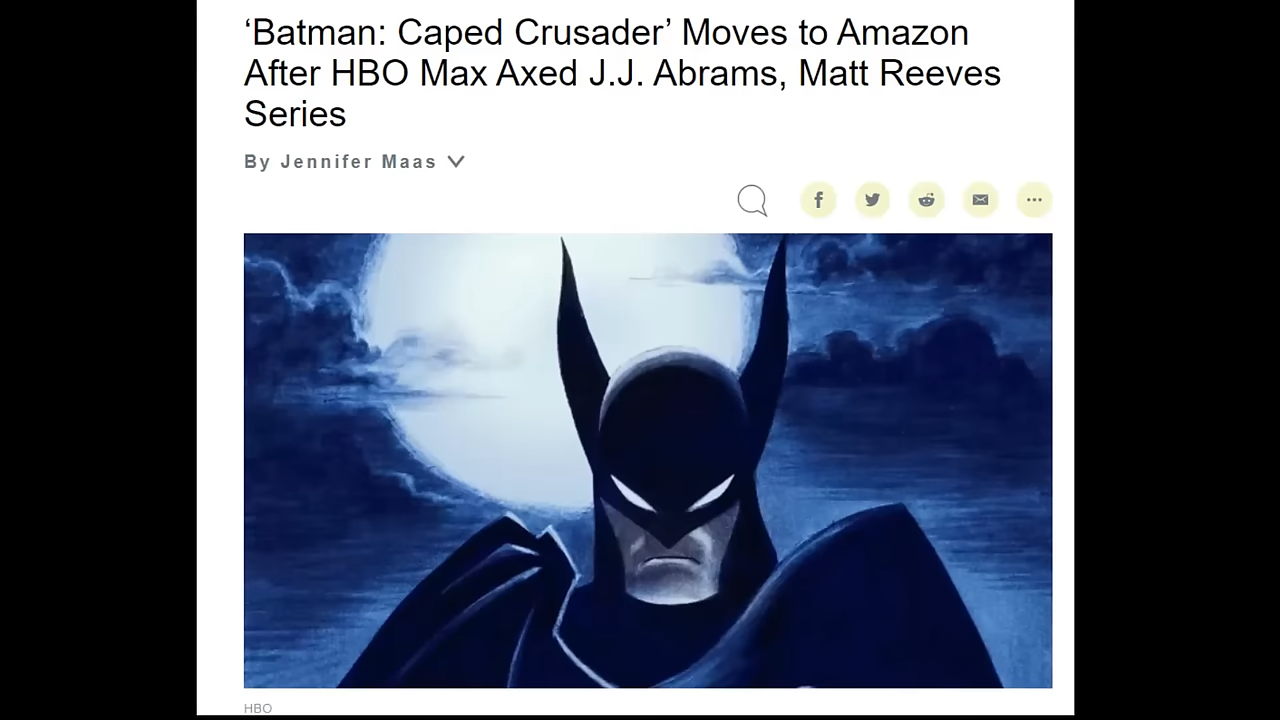 ‘Batman: Caped Crusader’ Moves to Amazon
After HBO Max Axed J.J. Abrams, Matt Reeves
Series
By Jennifer Maas
HBO